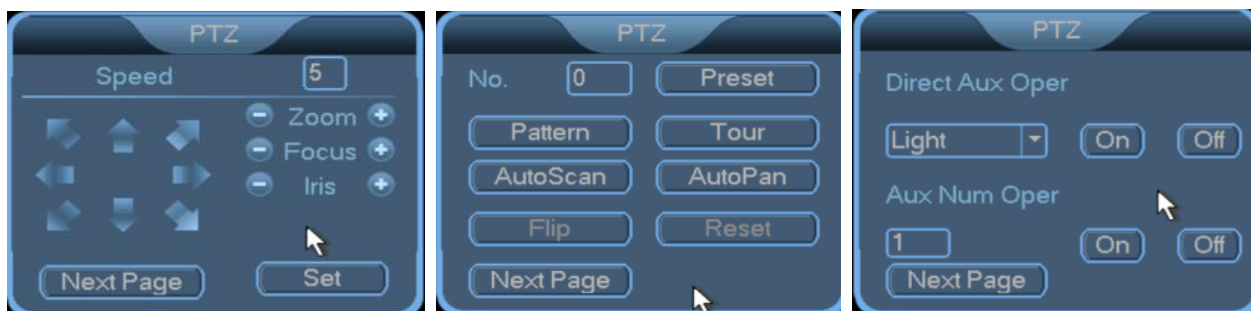 PTZ
Speed 5
Zoom
Focus
Iris
Next Page Set
PTZ
No. 0 Preset
Pattern Tour
AutoScan AutoPan
Flip Reset
Next Page
PTZ
Direct Aux Oper
Light On Off
Aux Num Oper
1 On Off
Next Page